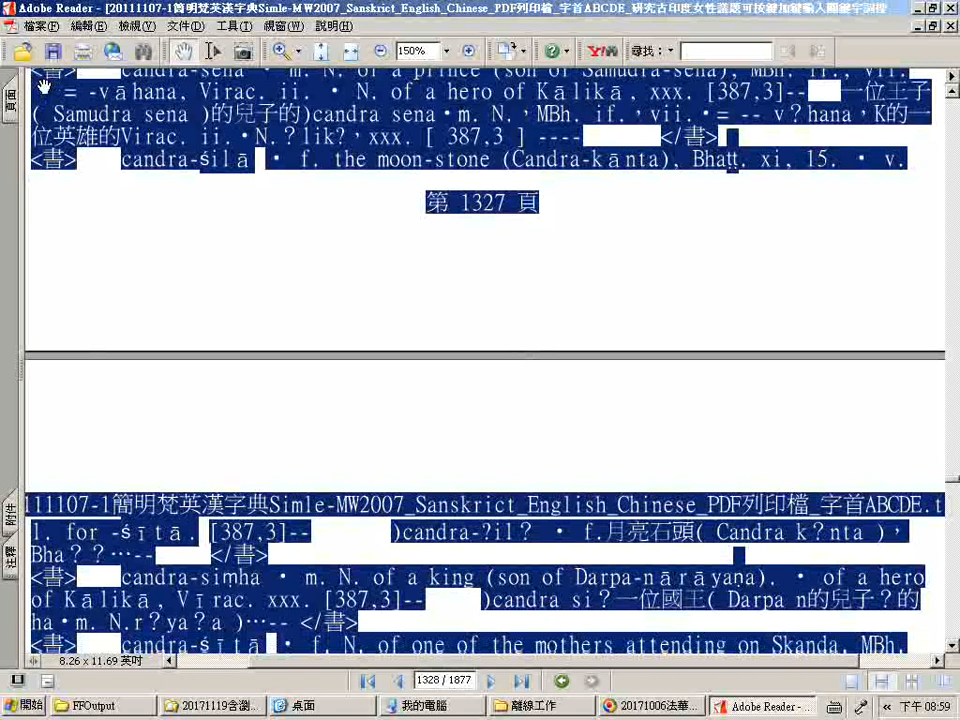 Adobe Reader - [20111107-1簡明梵英漢字典Simle-MW2007_Sanskrict_English_Chinese_PDF列印檔_字首ABCDE_研究古印度女性議題可按鍵加鍵輸入關鍵字詞搜
檔案(F) 編輯(E) 檢視(V) 文件(D) 工具(T) 視窗(W) 說明(H)
150% Y! 尋找:
頁面
<書> candra-sena • m. N. of a prince (son of Samudra-sena), MBh. ii., vii.
• = -vāhana, Virac. ii. • N. of a hero of Kālikā, xxx. [387,3]-- 一位王子
( Samudra sena )的兒子的)candra sena•m. N.，MBh. if.，vii.•= -- v？hana，K的一
位英雄的Virac. ii. •N.？lik?，xxx. [ 387,3 ] ---- </書>
<書> candra-śilā • f. the moon-stone (Candra-kānta), Bhaṭṭ. xi, 15. • v.
第 1327 頁
附件
注釋
111107-1簡明梵英漢字典Simle-MW2007_Sanskrict_English_Chinese_PDF列印檔_字首ABCDE.t
l. for -śītā. [387,3]-- )candra-?il？ • f.月亮石頭( Candra k？nta )，
Bha？？…-- </書>
<書> candra-siṃha • m. N. of a king (son of Darpa-nārāyaṇa). • of a hero
of Kālikā, Vīrac. xxx. [387,3]-- )candra si？一位國王( Darpa n的兒子？的
ha•m. N.r？ya？a )…-- </書>
<書> candra-śītā • f. N. of one of the mothers attending on Skanda, MBh.
8.26 x 11.69 英吋
1328 / 1877
開始 FFOutput 20171119含瀏... 桌面 我的電腦 離線工作 20171006法華... Adobe Reader - [... 下午 08:59